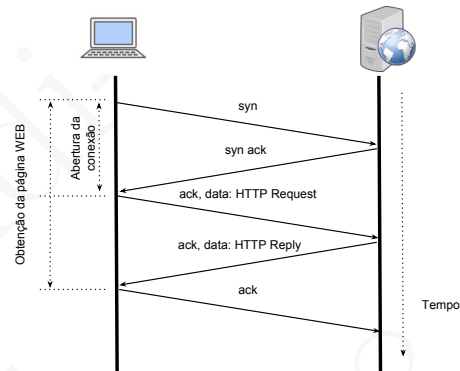 syn
syn ack
ack, data: HTTP Request
ack, data: HTTP Reply
ack
Obtenção da página WEB
Abertura da
conexão
Tempo